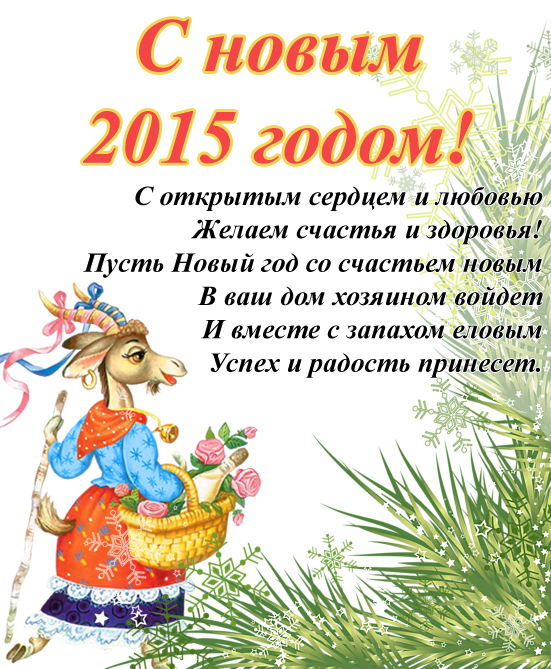 С новым
2015 годом!
С открытым сердцем и любовью
Желаем счастья и здоровья!
Пусть Новый год со счастьем новым
В ваш дом хозяином войдет
И вместе с запахом еловым
Успех и радость принесет.